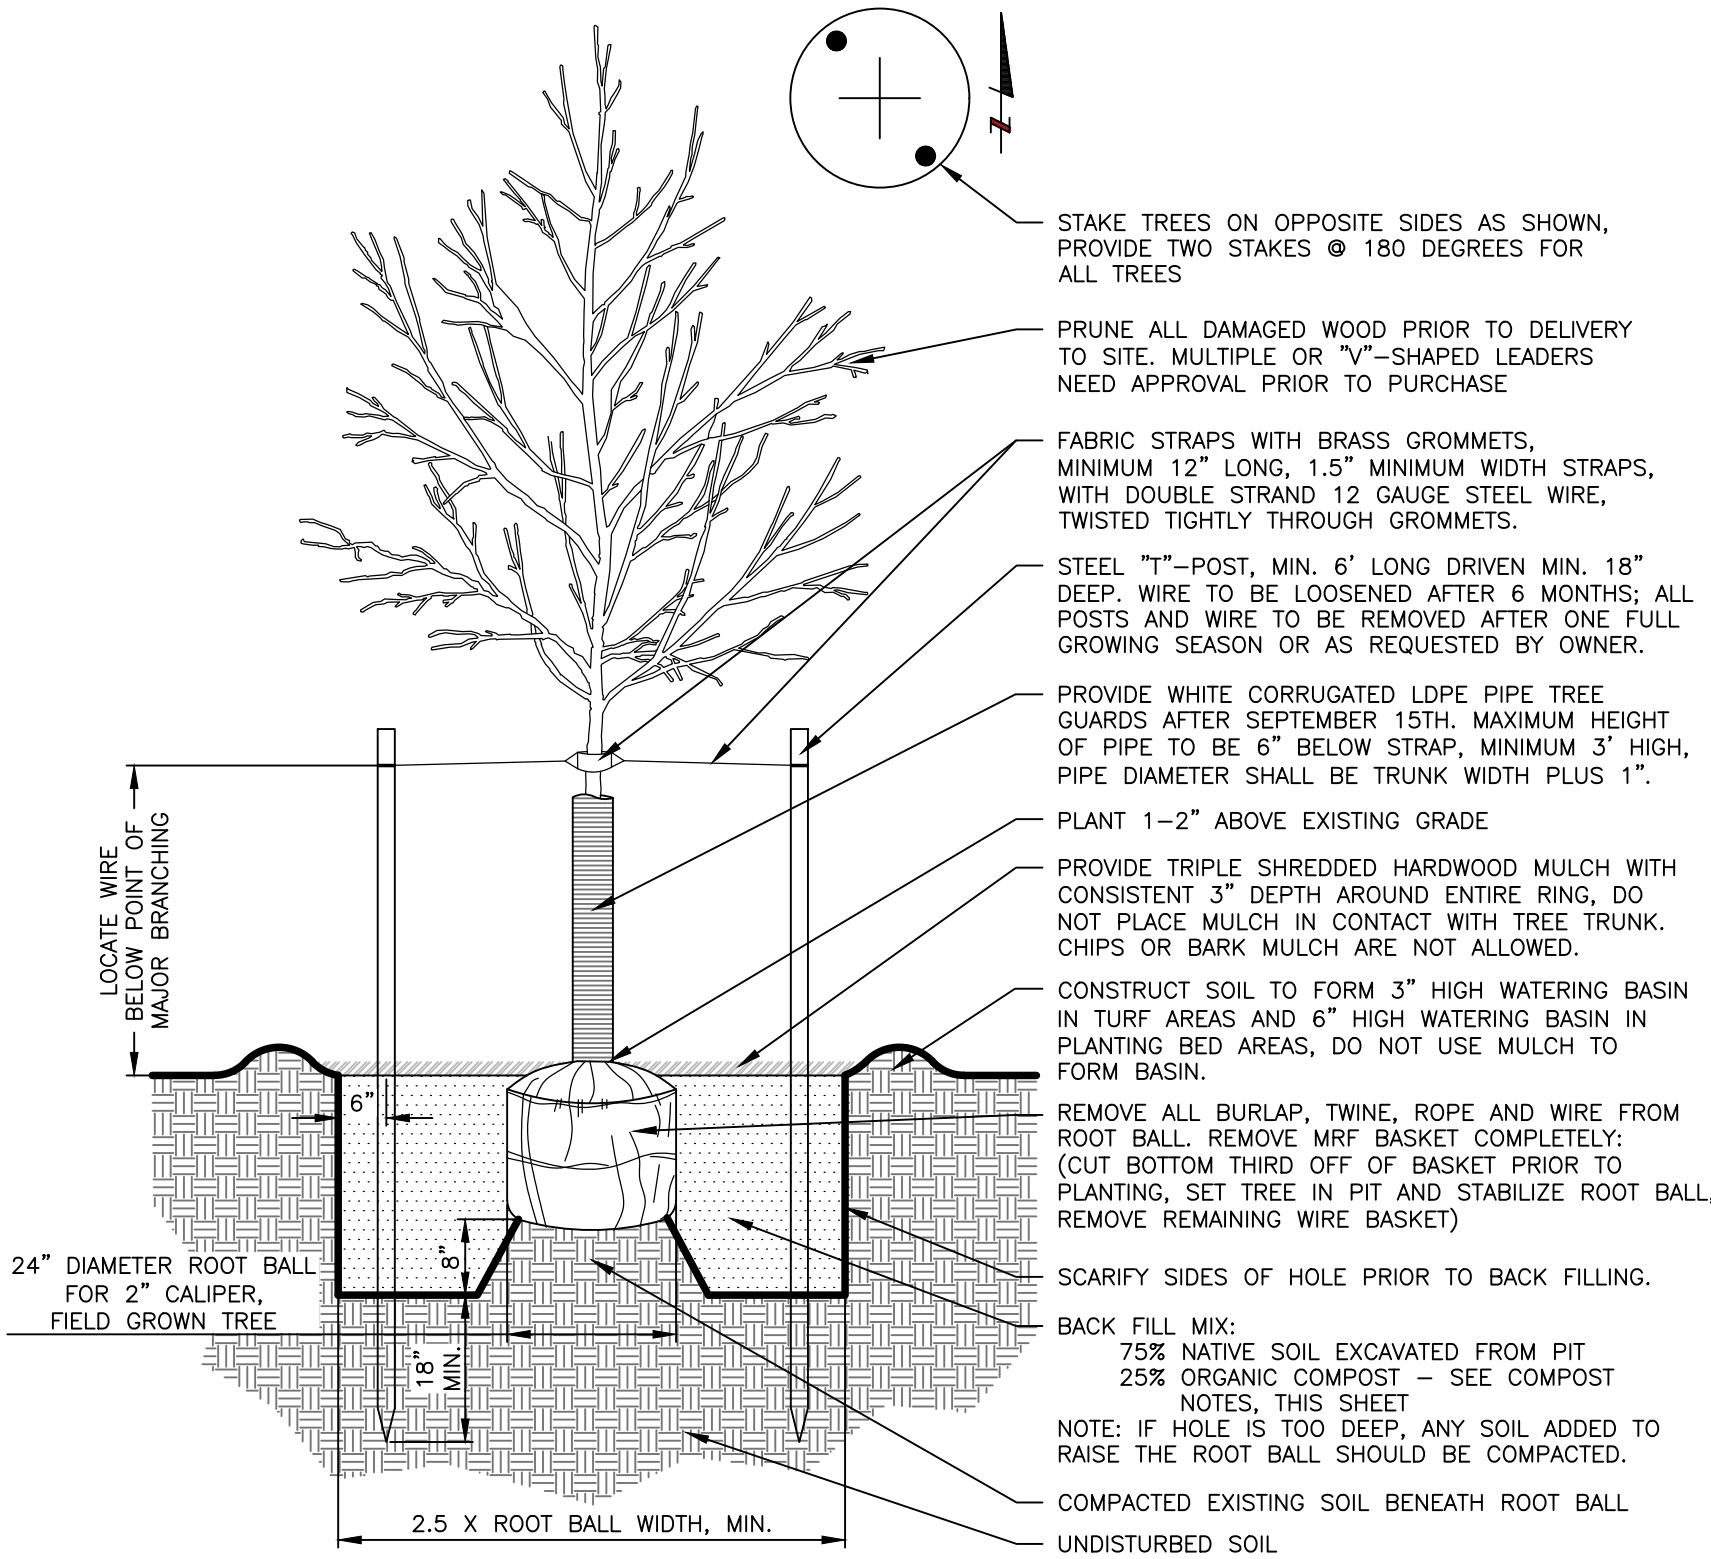 N
STAKE TREES ON OPPOSITE SIDES AS SHOWN,
PROVIDE TWO STAKES @ 180 DEGREES FOR
ALL TREES
PRUNE ALL DAMAGED WOOD PRIOR TO DELIVERY
TO SITE. MULTIPLE OR "V"-SHAPED LEADERS
NEED APPROVAL PRIOR TO PURCHASE
FABRIC STRAPS WITH BRASS GROMMETS,
MINIMUM 12" LONG, 1.5" MINIMUM WIDTH STRAPS,
WITH DOUBLE STRAND 12 GAUGE STEEL WIRE,
TWISTED TIGHTLY THROUGH GROMMETS.
STEEL "T"-POST, MIN. 6' LONG DRIVEN MIN. 18"
DEEP. WIRE TO BE LOOSENED AFTER 6 MONTHS; ALL
POSTS AND WIRE TO BE REMOVED AFTER ONE FULL
GROWING SEASON OR AS REQUESTED BY OWNER.
PROVIDE WHITE CORRUGATED LDPE PIPE TREE
GUARDS AFTER SEPTEMBER 15TH. MAXIMUM HEIGHT
OF PIPE TO BE 6" BELOW STRAP, MINIMUM 3' HIGH,
PIPE DIAMETER SHALL BE TRUNK WIDTH PLUS 1".
PLANT 1-2" ABOVE EXISTING GRADE
PROVIDE TRIPLE SHREDDED HARDWOOD MULCH WITH
CONSISTENT 3" DEPTH AROUND ENTIRE RING, DO
NOT PLACE MULCH IN CONTACT WITH TREE TRUNK.
CHIPS OR BARK MULCH ARE NOT ALLOWED.
CONSTRUCT SOIL TO FORM 3" HIGH WATERING BASIN
IN TURF AREAS AND 6" HIGH WATERING BASIN IN
PLANTING BED AREAS, DO NOT USE MULCH TO
FORM BASIN.
REMOVE ALL BURLAP, TWINE, ROPE AND WIRE FROM
ROOT BALL. REMOVE MRF BASKET COMPLETELY:
(CUT BOTTOM THIRD OFF OF BASKET PRIOR TO
PLANTING, SET TREE IN PIT AND STABILIZE ROOT BALL,
REMOVE REMAINING WIRE BASKET)
SCARIFY SIDES OF HOLE PRIOR TO BACK FILLING.
BACK FILL MIX:
75% NATIVE SOIL EXCAVATED FROM PIT
25% ORGANIC COMPOST - SEE COMPOST
NOTES, THIS SHEET
NOTE: IF HOLE IS TOO DEEP, ANY SOIL ADDED TO
RAISE THE ROOT BALL SHOULD BE COMPACTED.
COMPACTED EXISTING SOIL BENEATH ROOT BALL
UNDISTURBED SOIL
LOCATE WIRE
BELOW POINT OF
MAJOR BRANCHING
6"
8"
18"
MIN.
24" DIAMETER ROOT BALL
FOR 2" CALIPER,
FIELD GROWN TREE
2.5 X ROOT BALL WIDTH, MIN.